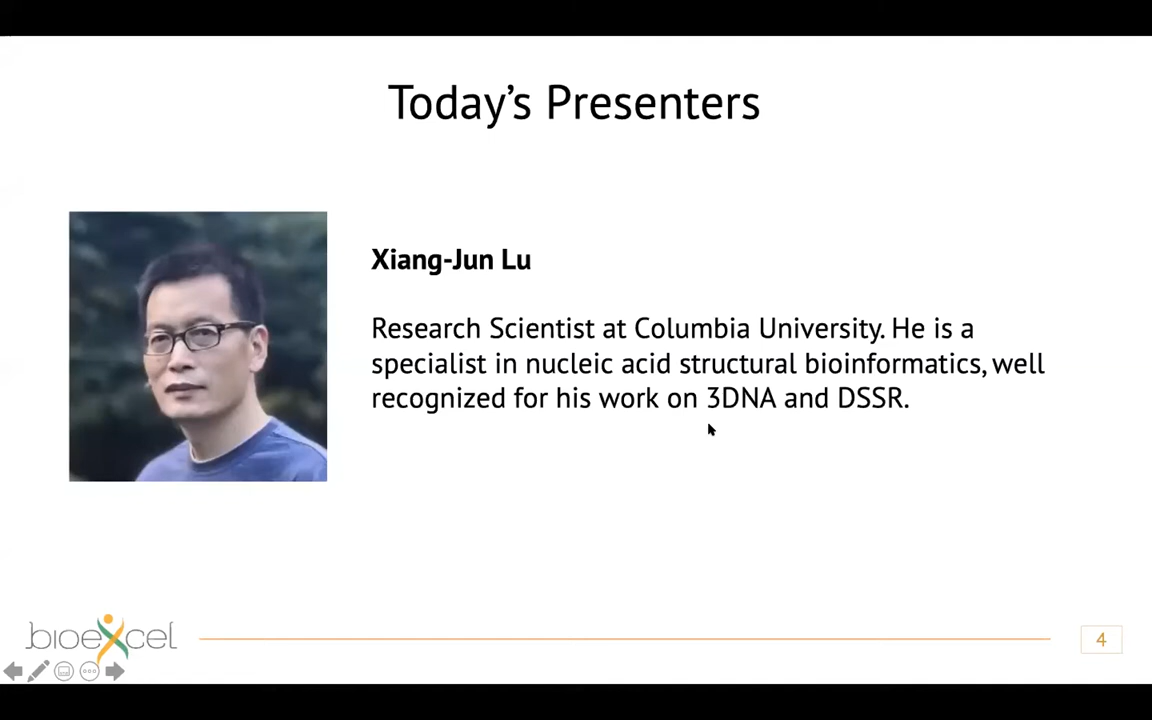 Today's Presenters
Xiang-Jun Lu
Research Scientist at Columbia University. He is a
specialist in nucleic acid structural bioinformatics, well
recognized for his work on 3DNA and DSSR.
bioexcel
4